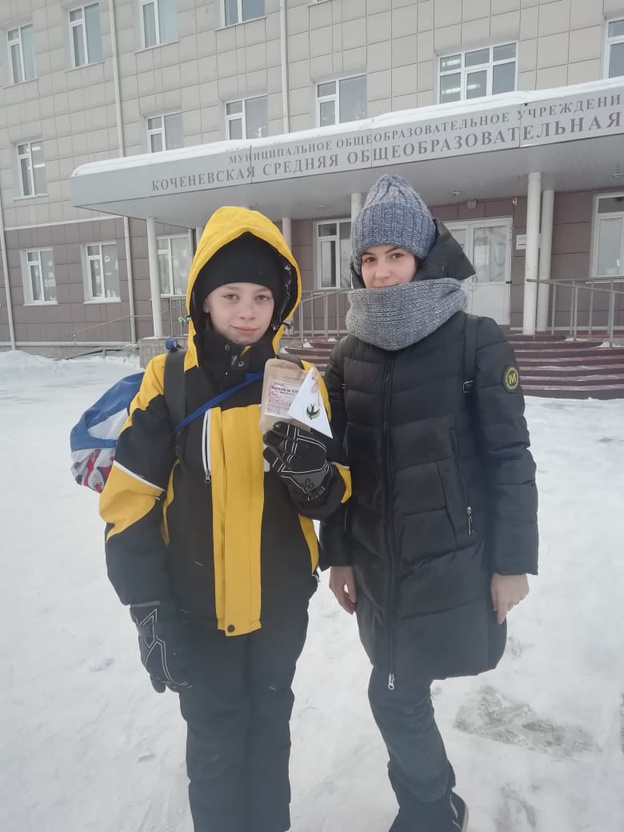 МУНИЦИПАЛЬНОЕ ОБЩЕОБРАЗОВАТЕЛЬНОЕ УЧРЕЖДЕНИ
КОЧЕНЕВСКАЯ СРЕДНЯЯ ОБЩЕОБРАЗОВАТЕЛЬНАЯ
M